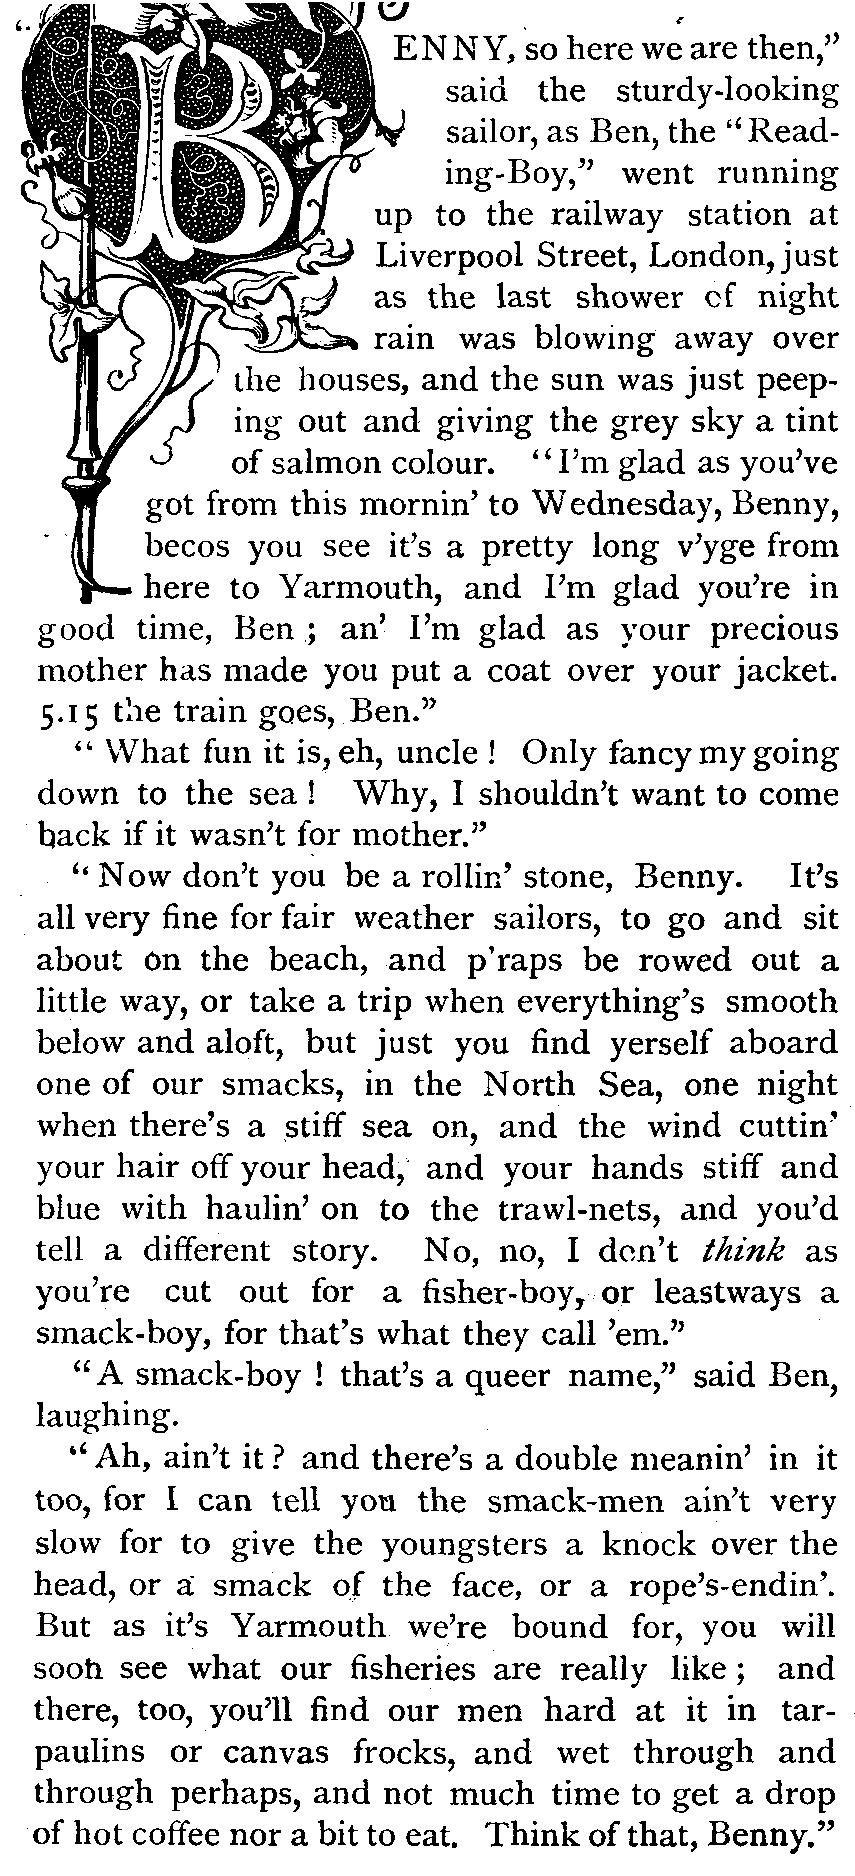 “BENNY, so here we are then,”
said the sturdy-looking
sailor, as Ben, the “Read-
ing-Boy,” went running
up to the railway station at
Liverpool Street, London, just
as the last shower of night
rain was blowing away over
the houses, and the sun was just peep-
ing out and giving the grey sky a tint
of salmon colour. “I’m glad as you’ve
got from this mornin’ to Wednesday, Benny,
becos you see it’s a pretty long v’yge from
here to Yarmouth, and I’m glad you’re in
good time, Ben ; an’ I’m glad as your precious
mother has made you put a coat over your jacket.
5.15 the train goes, Ben.”
“ What fun it is, eh, uncle ! Only fancy my going
down to the sea ! Why, I shouldn’t want to come
back if it wasn’t for mother.”
“ Now don’t you be a rollin’ stone, Benny. It’s
all very fine for fair weather sailors, to go and sit
about on the beach, and p’raps be rowed out a
little way, or take a trip when everything’s smooth
below and aloft, but just you find yerself aboard
one of our smacks, in the North Sea, one night
when there’s a stiff sea on, and the wind cuttin’
your hair off your head, and your hands stiff and
blue with haulin’ on to the trawl-nets, and you’d
tell a different story. No, no, I don’t think as
you’re cut out for a fisher-boy, or leastways a
smack-boy, for that’s what they call ’em.”
“A smack-boy ! that’s a queer name,” said Ben,
laughing.
“Ah, ain’t it ? and there’s a double meanin’ in it
too, for I can tell you the smack-men ain’t very
slow for to give the youngsters a knock over the
head, or a smack of the face, or a rope’s-endin’.
But as it’s Yarmouth we’re bound for, you will
soon see what our fisheries are really like ; and
there, too, you’ll find our men hard at it in tar-
paulins or canvas frocks, and wet through and
through perhaps, and not much time to get a drop
of hot coffee nor a bit to eat. Think of that, Benny.”